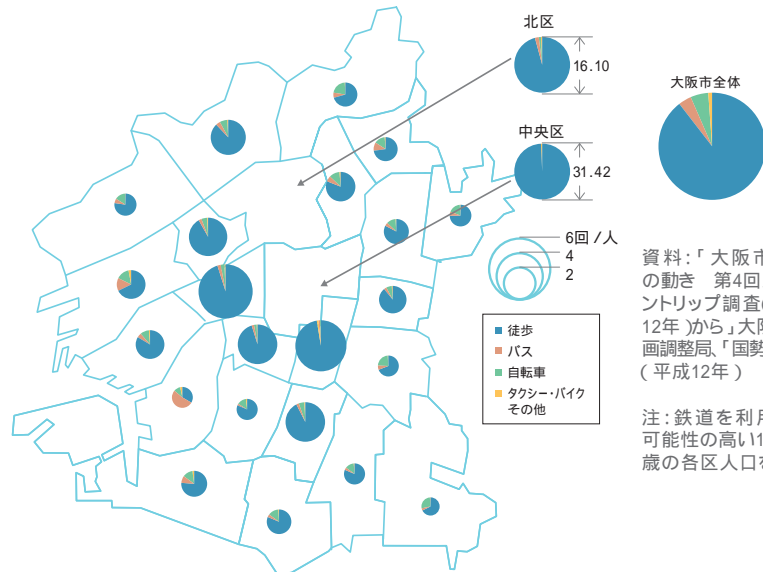 北区
16.10
中央区
31.42
大阪市全体
6回/人
4
2
徒歩
バス
自転車
タクシー・バイク
その他
資料:「大阪市
の動き 第4回
ントリップ調査
12年)から」大阪
画調整局、「国勢
(平成12年)
注:鉄道を利用
可能性の高い1
歳の各区人口を